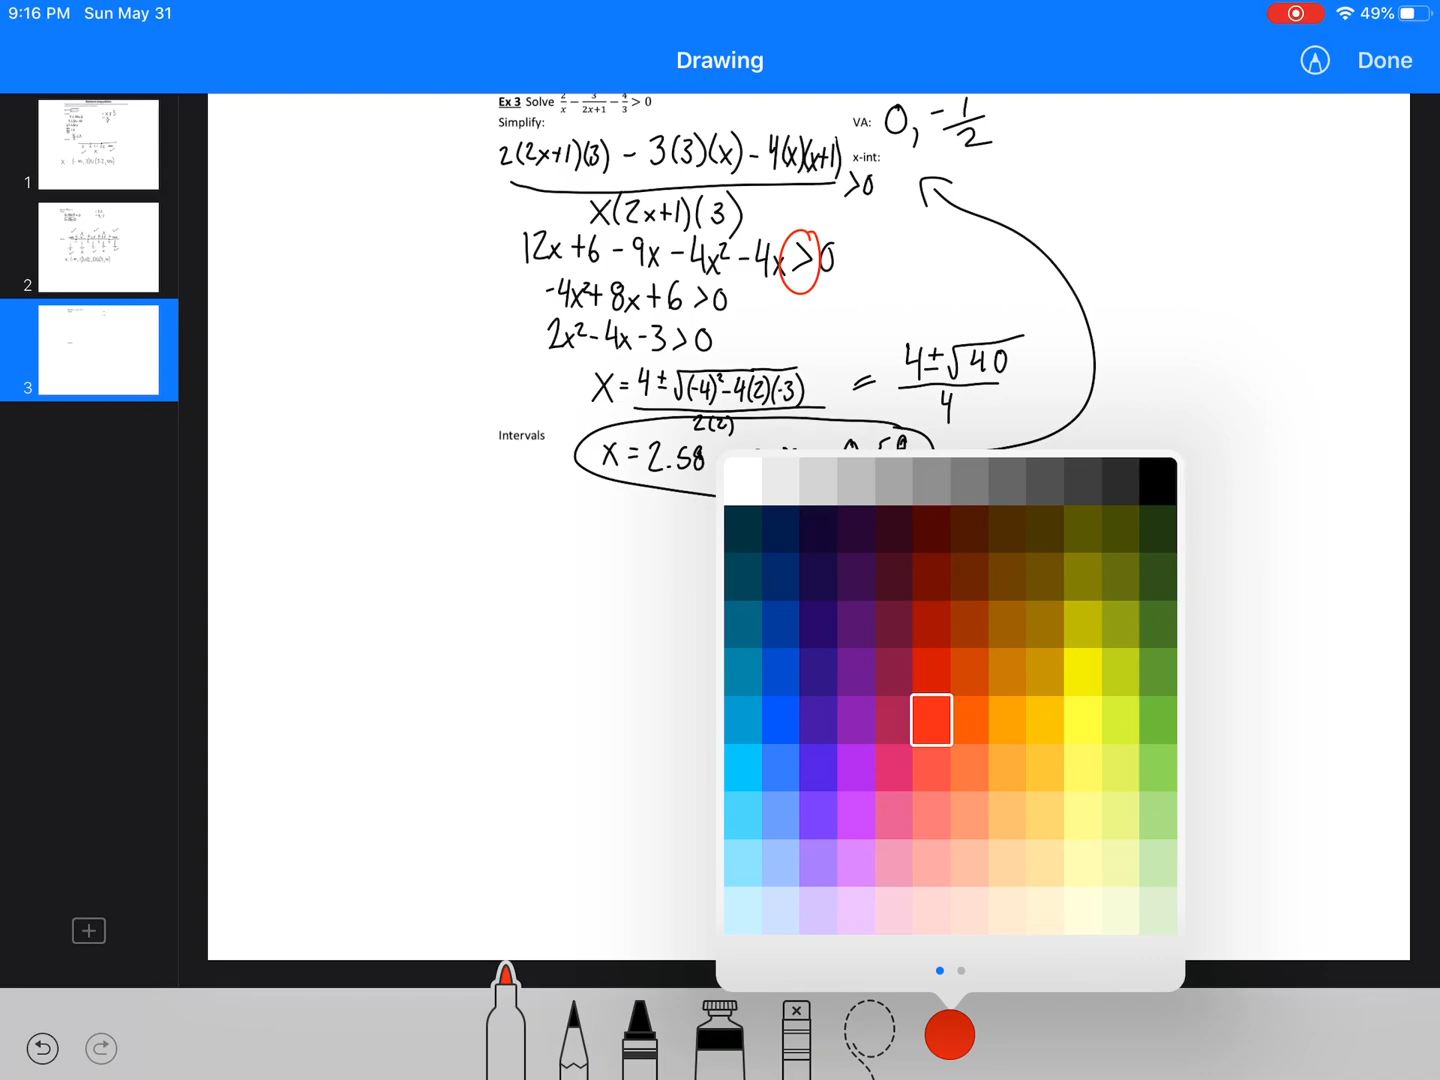 9:16 PM Sun May 31
49%
Drawing
Done
Ex 3 Solve 2/x − 3/(2x+1) − 4/3 > 0
Simplify:
VA: 0, -1/2
2(2x+1)(3) − 3(3)(x) − 4(x)(x+1)
x-int:
>0
x(2x+1)(3)
12x + 6 − 9x − 4x² − 4x > 0
-4x² + 8x + 6 > 0
2x² − 4x − 3 > 0
x = 4 ± √(-4)² − 4(2)(-3) = 4 ± √40
2(2) 4
Intervals
x = 2.58
1
2
3